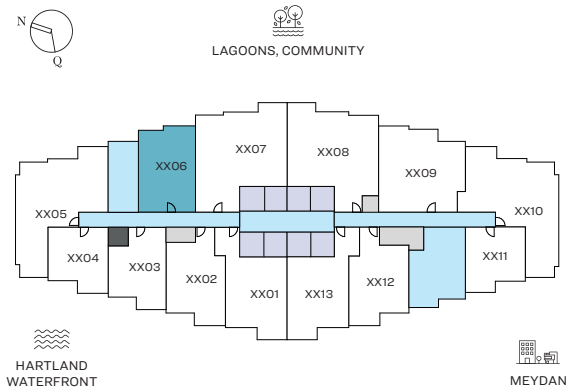 N
Q
LAGOONS, COMMUNITY
XX07
XX08
XX06
XX09
XX05
XX10
XX04
XX03
XX02
XX01
XX13
XX12
XX11
HARTLAND
WATERFRONT
MEYDAN